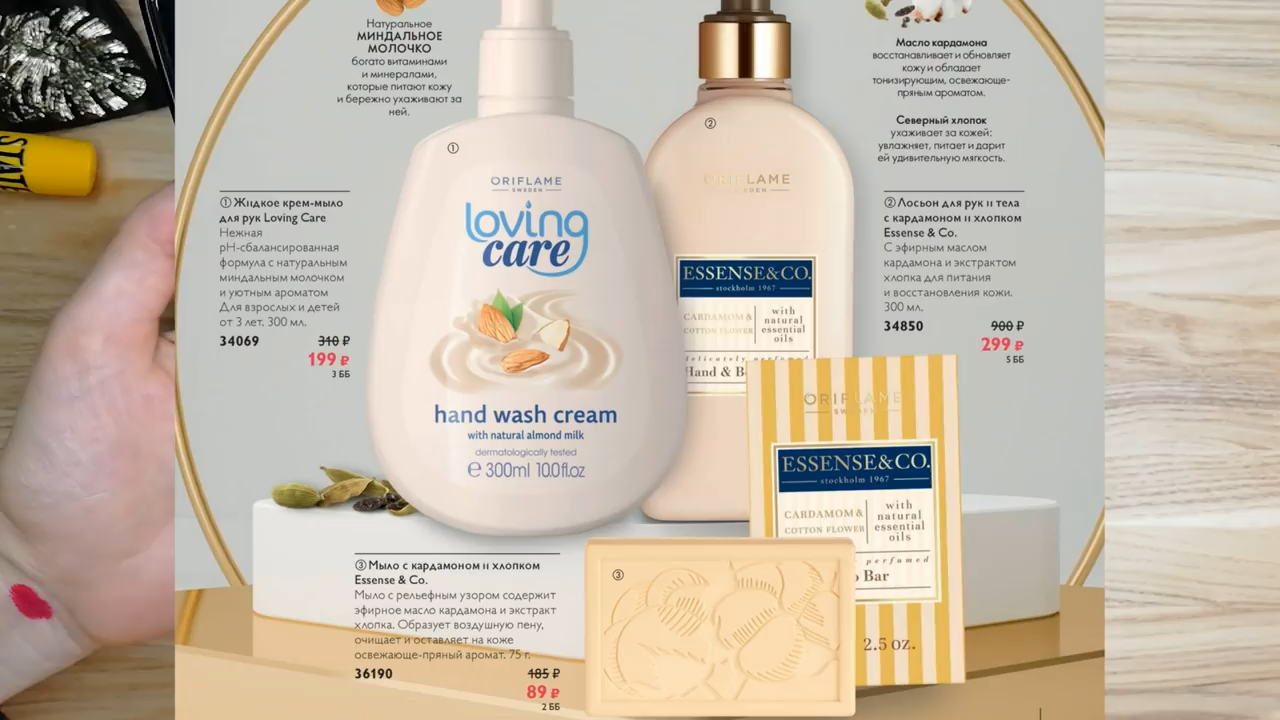 Натуральное
МИНДАЛЬНОЕ
МОЛОЧКО
богато витаминами
и минералами,
которые питают кожу
и бережно ухаживают за
ней.
Масло кардамона
восстанавливает и обновляет
кожу и обладает
тонизирующим, освежающе-
пряным ароматом.
Северный хлопок
ухаживает за кожей:
увлажняет, питает и дарит
ей удивительную мягкость.
① Жидкое крем-мыло
для рук Loving Care
Нежная
pH-сбалансированная
формула с натуральным
миндальным молочком
и уютным ароматом
Для взрослых и детей
от 3 лет. 300 мл.
34069 310 ₽
199 ₽
3 ББ
①
ORIFLAME
SWEDEN
loving
care
hand wash cream
with natural almond milk
dermatologically tested
℮ 300ml 10.0fl.oz
②
ORIFLAME
SWEDEN
ESSENSE&CO.
stockholm 1967
CARDAMOM &
COTTON FLOWER
with
natural
essential
oils
delicately perfumed
Hand & B
② Лосьон для рук и тела
с кардамоном и хлопком
Essense & Co.
С эфирным маслом
кардамона и экстрактом
хлопка для питания
и восстановления кожи.
300 мл.
34850 900 ₽
299 ₽
5 ББ
ORIFLAME
SWEDEN
ESSENSE&CO.
stockholm 1967
CARDAMOM &
COTTON FLOWER
with
natural
essential
oils
perfumed
Bar
2.5 oz.
③ Мыло с кардамоном и хлопком
Essense & Co.
Мыло с рельефным узором содержит
эфирное масло кардамона и экстракт
хлопка. Образует воздушную пену,
очищает и оставляет на коже
освежающе-пряный аромат. 75 г.
36190 185 ₽
89 ₽
2 ББ
③